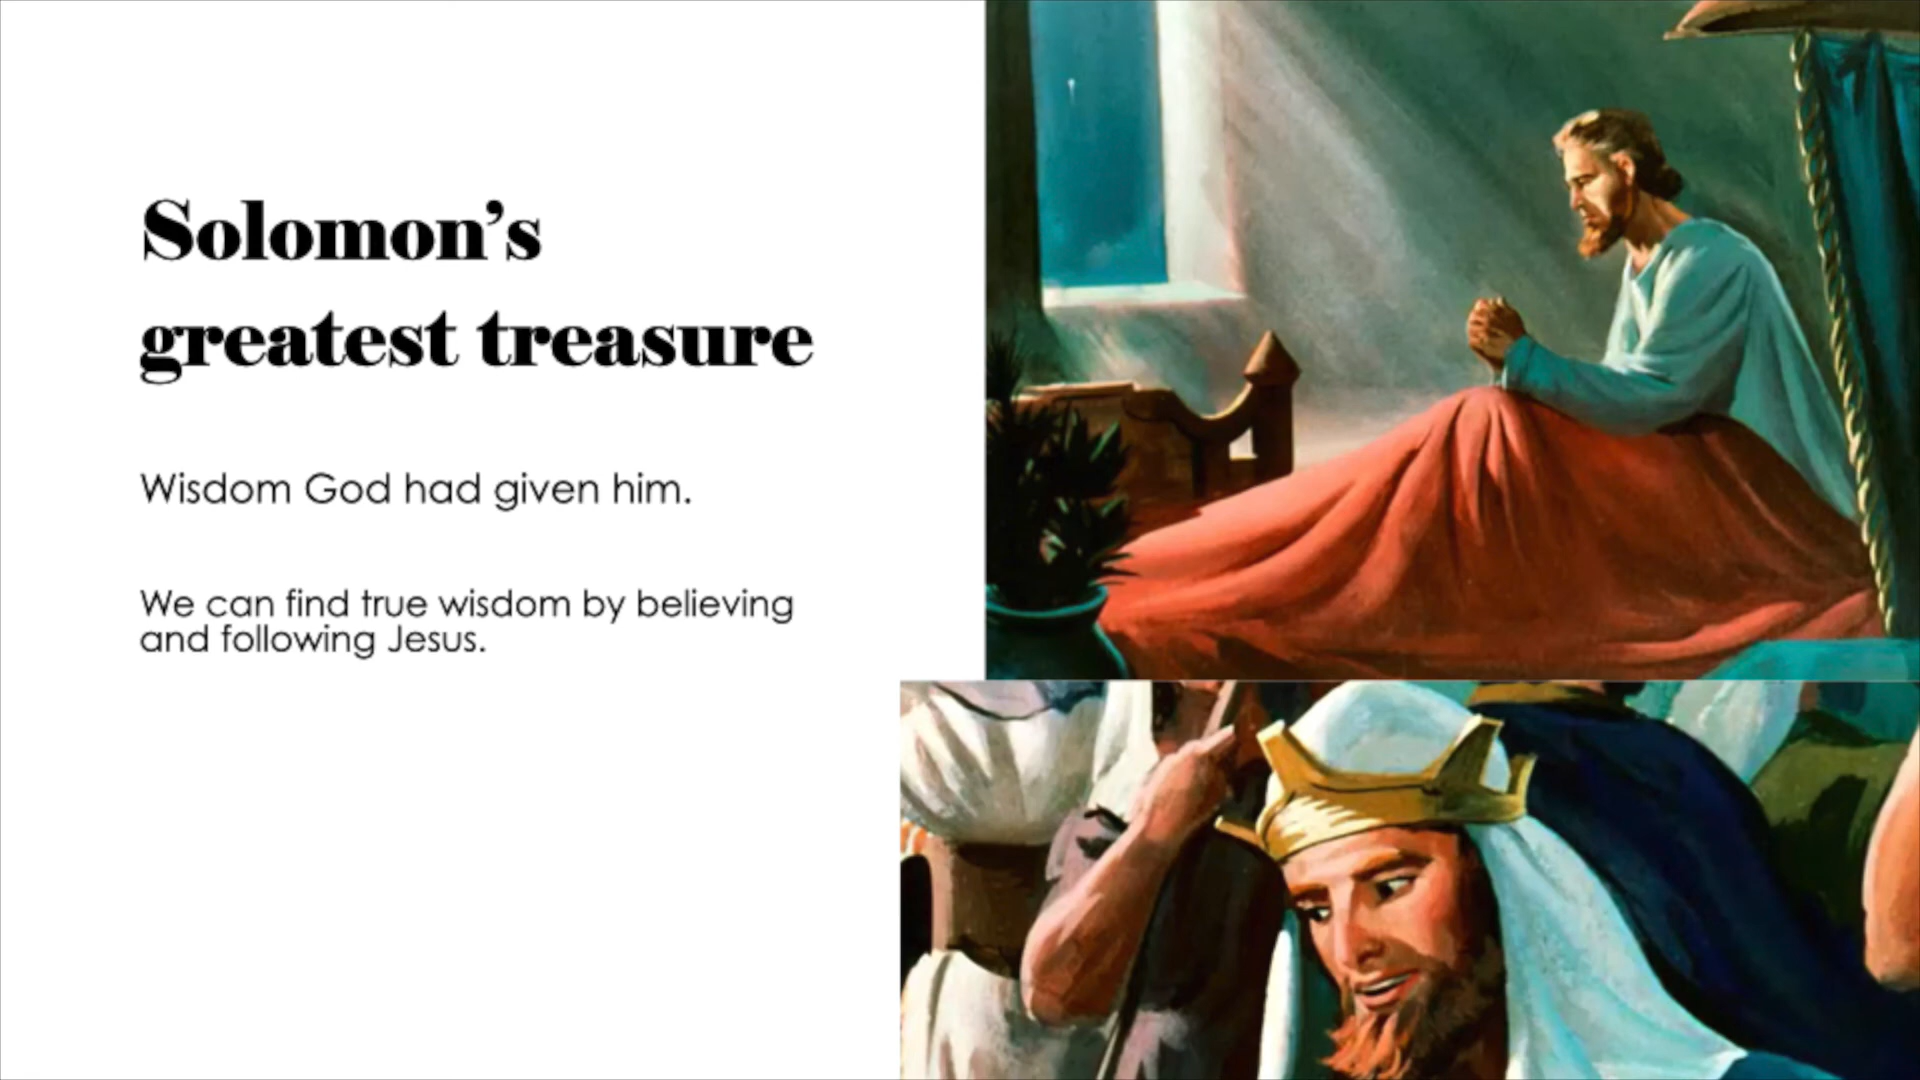 Solomon’s
greatest treasure
Wisdom God had given him.
We can find true wisdom by believing
and following Jesus.